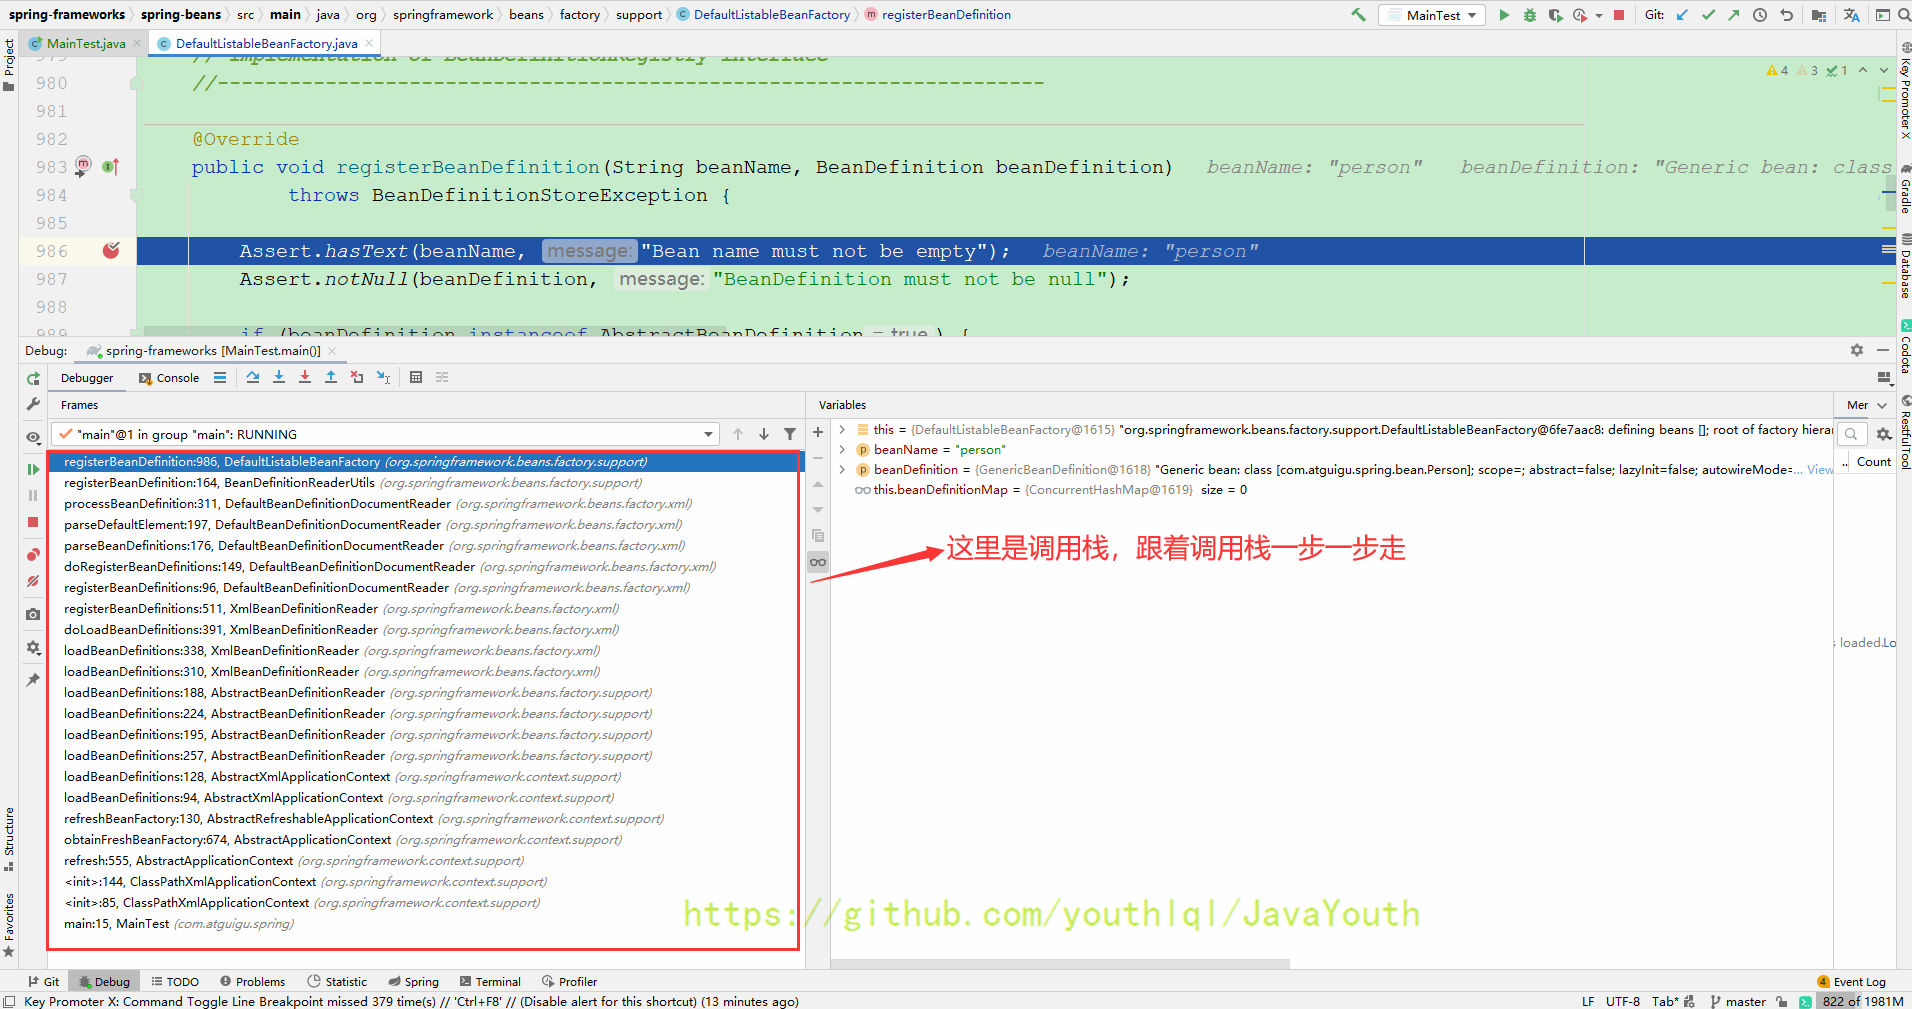 spring-frameworks › spring-beans › src › main › java › org › springframework › beans › factory › support › DefaultListableBeanFactory › registerBeanDefinition
MainTest
Git:
MainTest.java
DefaultListableBeanFactory.java
979 // Implementation of BeanDefinitionRegistry interface
980 //---------------------------------------------------------------------
4 3 1
981
982 @Override
983 public void registerBeanDefinition(String beanName, BeanDefinition beanDefinition) beanName: "person" beanDefinition: "Generic bean: class
984 throws BeanDefinitionStoreException {
985
986 Assert.hasText(beanName, message: "Bean name must not be empty"); beanName: "person"
987 Assert.notNull(beanDefinition, message: "BeanDefinition must not be null");
988
989 if (beanDefinition instanceof AbstractBeanDefinition = true ) {
Debug: spring-frameworks [MainTest.main()]
Debugger Console
Frames
Variables
"main"@1 in group "main": RUNNING
registerBeanDefinition:986, DefaultListableBeanFactory (org.springframework.beans.factory.support)
registerBeanDefinition:164, BeanDefinitionReaderUtils (org.springframework.beans.factory.support)
processBeanDefinition:311, DefaultBeanDefinitionDocumentReader (org.springframework.beans.factory.xml)
parseDefaultElement:197, DefaultBeanDefinitionDocumentReader (org.springframework.beans.factory.xml)
parseBeanDefinitions:176, DefaultBeanDefinitionDocumentReader (org.springframework.beans.factory.xml)
doRegisterBeanDefinitions:149, DefaultBeanDefinitionDocumentReader (org.springframework.beans.factory.xml)
registerBeanDefinitions:96, DefaultBeanDefinitionDocumentReader (org.springframework.beans.factory.xml)
registerBeanDefinitions:511, XmlBeanDefinitionReader (org.springframework.beans.factory.xml)
doLoadBeanDefinitions:391, XmlBeanDefinitionReader (org.springframework.beans.factory.xml)
loadBeanDefinitions:338, XmlBeanDefinitionReader (org.springframework.beans.factory.xml)
loadBeanDefinitions:310, XmlBeanDefinitionReader (org.springframework.beans.factory.xml)
loadBeanDefinitions:188, AbstractBeanDefinitionReader (org.springframework.beans.factory.support)
loadBeanDefinitions:224, AbstractBeanDefinitionReader (org.springframework.beans.factory.support)
loadBeanDefinitions:195, AbstractBeanDefinitionReader (org.springframework.beans.factory.support)
loadBeanDefinitions:257, AbstractBeanDefinitionReader (org.springframework.beans.factory.support)
loadBeanDefinitions:128, AbstractXmlApplicationContext (org.springframework.context.support)
loadBeanDefinitions:94, AbstractXmlApplicationContext (org.springframework.context.support)
refreshBeanFactory:130, AbstractRefreshableApplicationContext (org.springframework.context.support)
obtainFreshBeanFactory:674, AbstractApplicationContext (org.springframework.context.support)
refresh:555, AbstractApplicationContext (org.springframework.context.support)
<init>:144, ClassPathXmlApplicationContext (org.springframework.context.support)
<init>:85, ClassPathXmlApplicationContext (org.springframework.context.support)
main:15, MainTest (com.atguigu.spring)
this = {DefaultListableBeanFactory@1615} "org.springframework.beans.factory.support.DefaultListableBeanFactory@6fe7aac8: defining beans []; root of factory hierar
beanName = "person"
beanDefinition = {GenericBeanDefinition@1618} "Generic bean: class [com.atguigu.spring.bean.Person]; scope=; abstract=false; lazyInit=false; autowireMode=... View
this.beanDefinitionMap = {ConcurrentHashMap@1619} size = 0
这里是调用栈，跟着调用栈一步一步走
Mer
.. Count
loaded.Lo
https://github.com/youthlql/JavaYouth
Project
Structure
Favorites
Key Promoter X
Gradle
Database
Codota
RestfulTool
Git Debug TODO Problems Statistic Spring Terminal Profiler
4 Event Log
Key Promoter X: Command Toggle Line Breakpoint missed 379 time(s) // 'Ctrl+F8' // (Disable alert for this shortcut) (13 minutes ago)
LF UTF-8 Tab* master 822 of 1981M